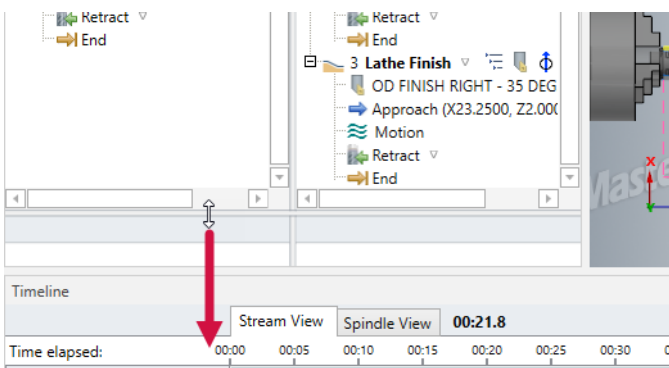 Retract
End
Retract
End
3 Lathe Finish
OD FINISH RIGHT - 35 DEG
Approach (X23.2500, Z2.00(
Motion
Retract
End
X
Mast
Timeline
Stream View Spindle View 00:21.8
Time elapsed: 00:00 00:05 00:10 00:15 00:20 00:25 00:30